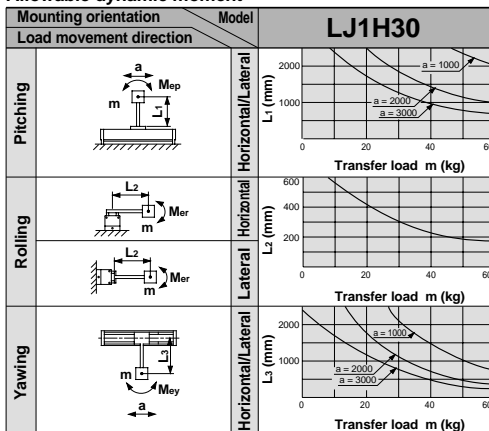 Allowable dynamic moment
Mounting orientation
Model
Load movement direction
LJ1H30
Pitching
a
Mep
m
L1
Horizontal/Lateral
L1 (mm)
2000
1000
a = 1000
a = 2000
a = 3000
0
20
40
60
Transfer load m (kg)
Rolling
L2
Mer
m
Horizontal
L2
Mer
m
Lateral
L2 (mm)
600
400
200
0
20
40
60
Transfer load m (kg)
Yawing
L3
m
Mey
a
Horizontal/Lateral
L3 (mm)
2000
1000
a = 1000
a = 2000
a = 3000
0
20
40
60
Transfer load m (kg)